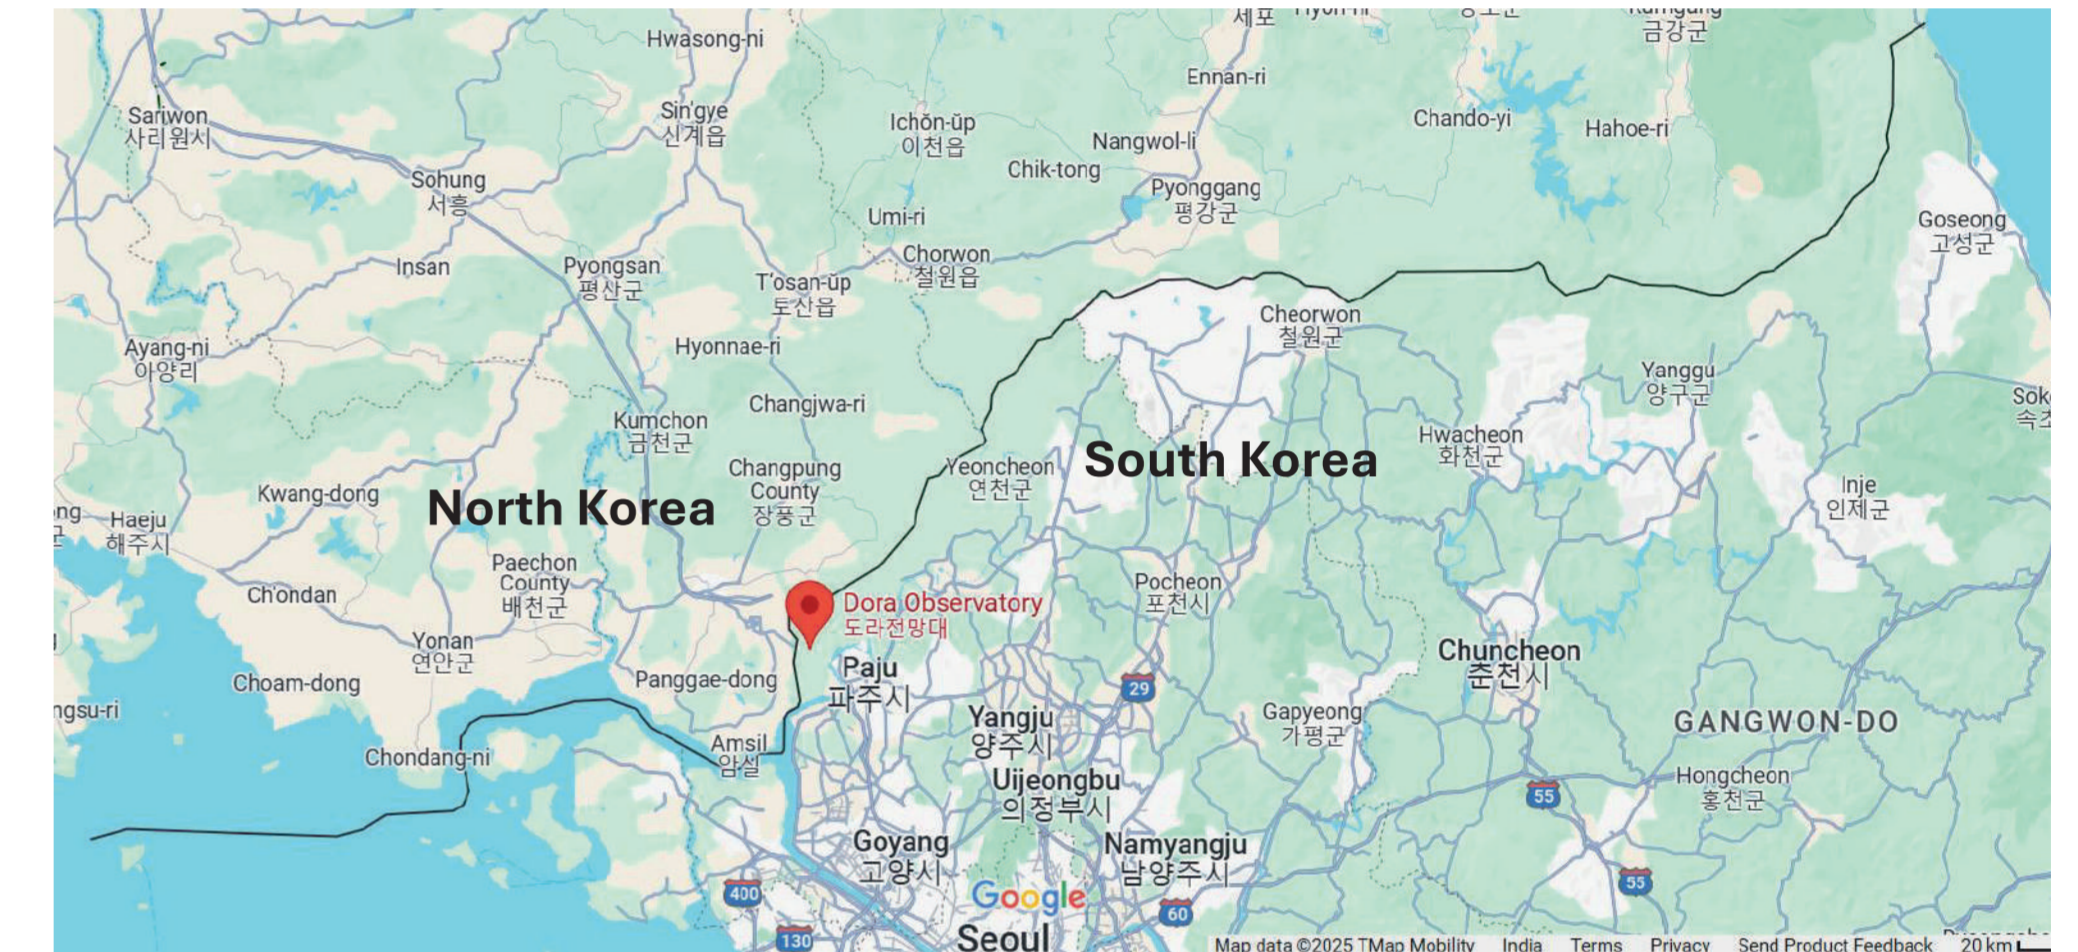 세포
금강군
Hwasong-ni
Ennan-ri
Sariwon
사리원시
Sin'gye
신계읍
Ichŏn-ŭp
이천읍
Nangwol-li
Chando-yi
Hahoe-ri
Chik-tong
Sohung
서흥
Pyonggang
평강군
Umi-ri
Goseong
고성군
Insan
Pyongsan
평산군
T'osan-ŭp
토산읍
Chorwon
철원읍
Cheorwon
철원군
Ayang-ni
아양리
Hyonnae-ri
Yanggu
양구군
Changjwa-ri
Sok
속초
Kumchon
금천군
Hwacheon
화천군
South Korea
Changpung
County
장풍군
Yeoncheon
연천군
Kwang-dong
North Korea
Inje
인제군
Haeju
해주시
Paechon
County
배천군
Chŏndan
Pocheon
포천시
Dora Observatory
도라전망대
Yonan
연안군
Chuncheon
춘천시
Choam-dong
Panggae-dong
Paju
파주시
29
ngsu-ri
Yangju
양주시
Gapyeong
가평군
GANGWON-DO
Chondang-ni
Amsil
암실
Uijeongbu
의정부시
Hongcheon
홍천군
55
Goyang
고양시
Namyangju
남양주시
400
Google
55
60
130
Seoul
Map data ©2025 TMap Mobility India Terms Privacy Send Product Feedback 20 km